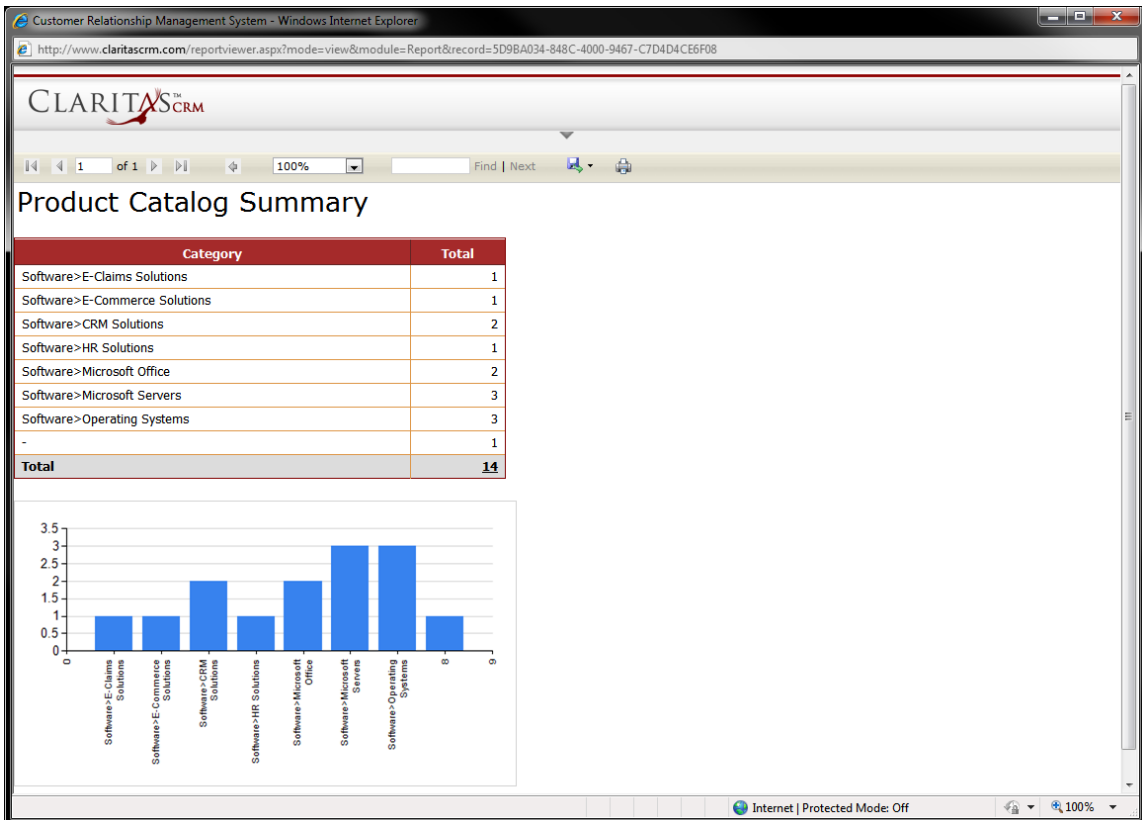 Customer Relationship Management System - Windows Internet Explorer
http://www.claritascrm.com/reportviewer.aspx?mode=view&module=Report&record=5D9BA034-848C-4000-9467-C7D4D4CE6F08
CLARITAS™CRM
1 of 1 100% Find | Next
Product Catalog Summary
Category Total
Software>E-Claims Solutions 1
Software>E-Commerce Solutions 1
Software>CRM Solutions 2
Software>HR Solutions 1
Software>Microsoft Office 2
Software>Microsoft Servers 3
Software>Operating Systems 3
- 1
Total 14
3.5
3
2.5
2
1.5
1
0.5
0
0
Software>E-Claims
Solutions
Software>E-Commerce
Solutions
Software>CRM
Solutions
Software>HR Solutions
Software>Microsoft
Office
Software>Microsoft
Servers
Software>Operating
Systems
8
9
Internet | Protected Mode: Off 100%